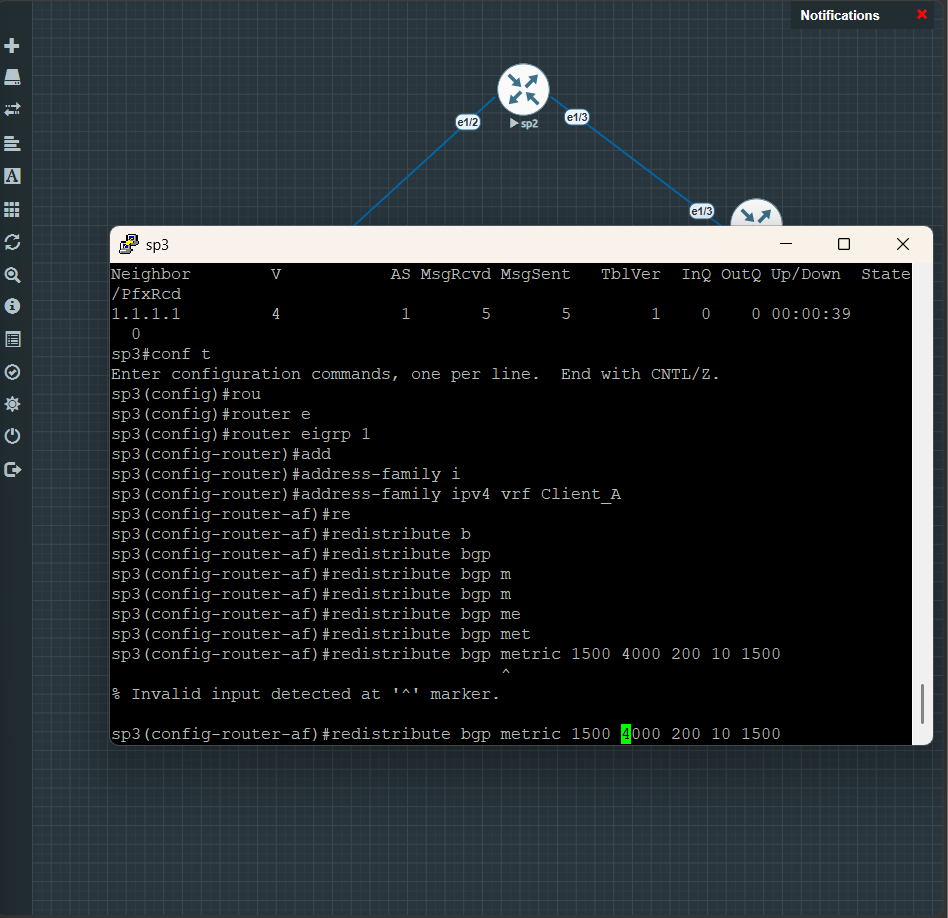 Notifications
e1/2
sp2
e1/3
e1/3
sp3
Neighbor        V           AS MsgRcvd MsgSent   TblVer  InQ OutQ Up/Down  State
/PfxRcd
1.1.1.1         4            1       5       5        1    0    0 00:00:39
  0
sp3#conf t
Enter configuration commands, one per line.  End with CNTL/Z.
sp3(config)#rou
sp3(config)#router e
sp3(config)#router eigrp 1
sp3(config-router)#add
sp3(config-router)#address-family i
sp3(config-router)#address-family ipv4 vrf Client_A
sp3(config-router-af)#re
sp3(config-router-af)#redistribute b
sp3(config-router-af)#redistribute bgp
sp3(config-router-af)#redistribute bgp m
sp3(config-router-af)#redistribute bgp m
sp3(config-router-af)#redistribute bgp me
sp3(config-router-af)#redistribute bgp met
sp3(config-router-af)#redistribute bgp metric 1500 4000 200 10 1500
                                       ^
% Invalid input detected at '^' marker.
sp3(config-router-af)#redistribute bgp metric 1500 4000 200 10 1500